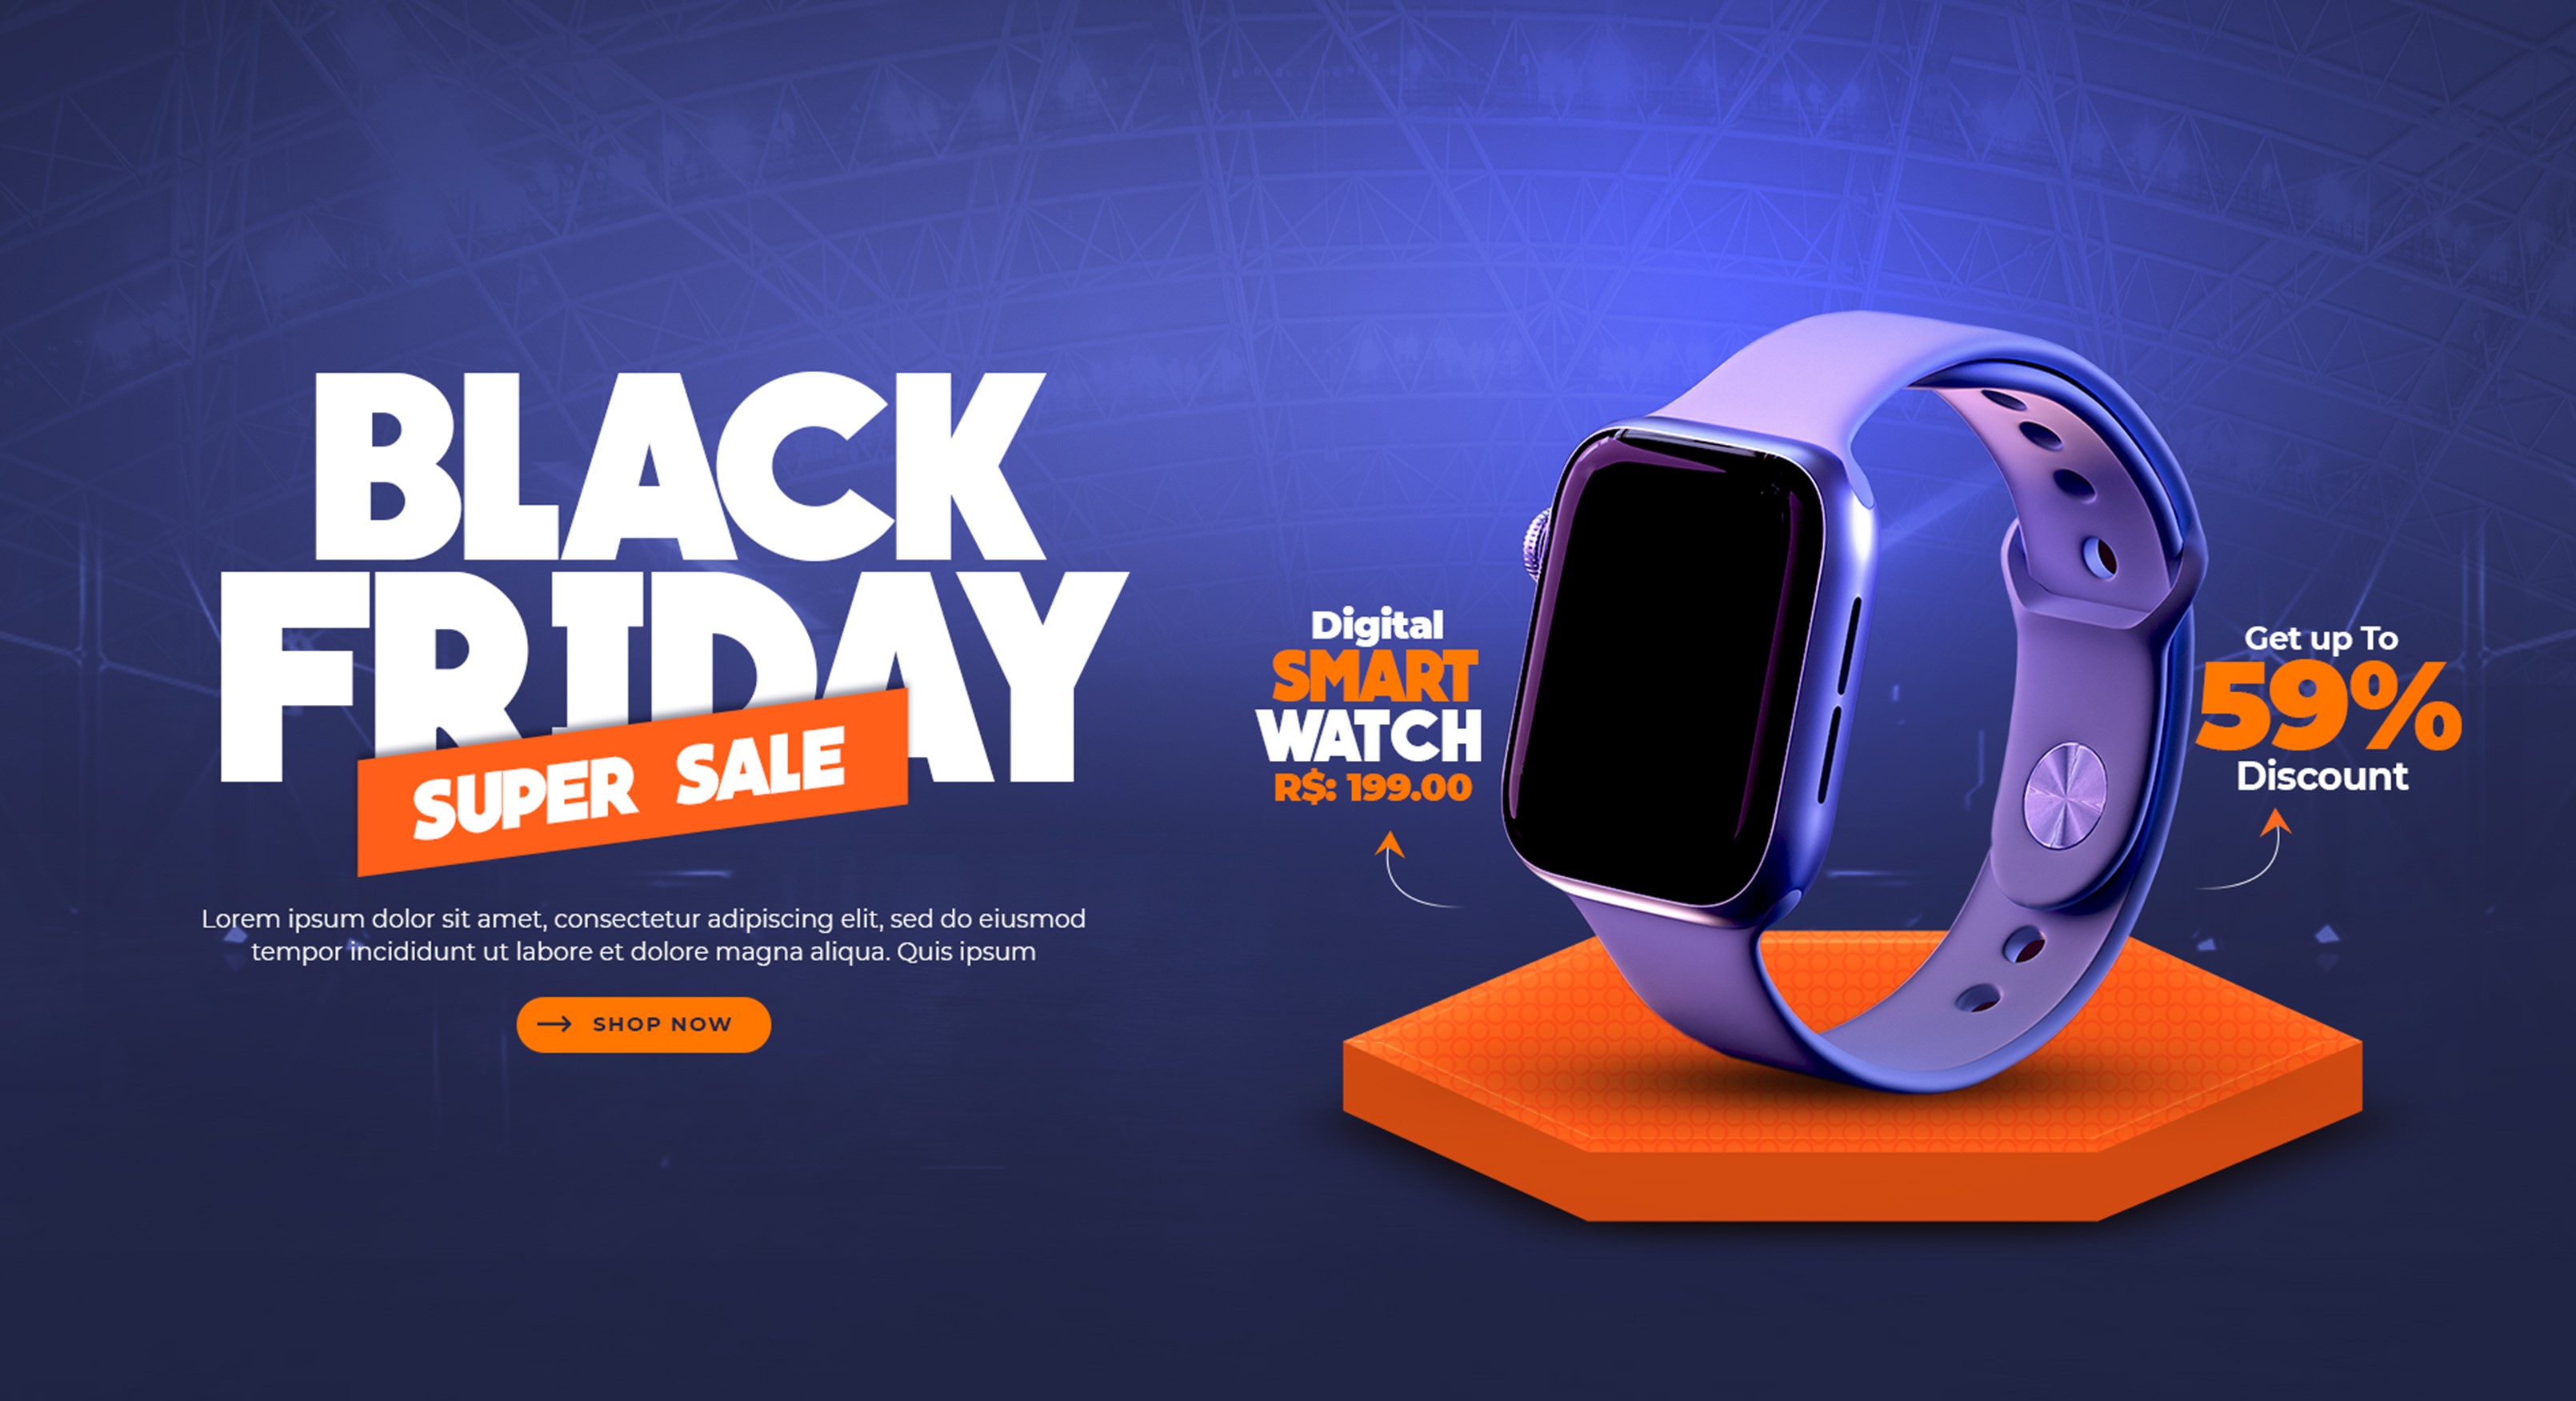 BLACK
FRIDAY
SUPER SALE
Lorem ipsum dolor sit amet, consectetur adipiscing elit, sed do eiusmod
tempor incididunt ut labore et dolore magna aliqua. Quis ipsum
SHOP NOW
Digital
SMART
WATCH
R$: 199.00
Get up To
59%
Discount